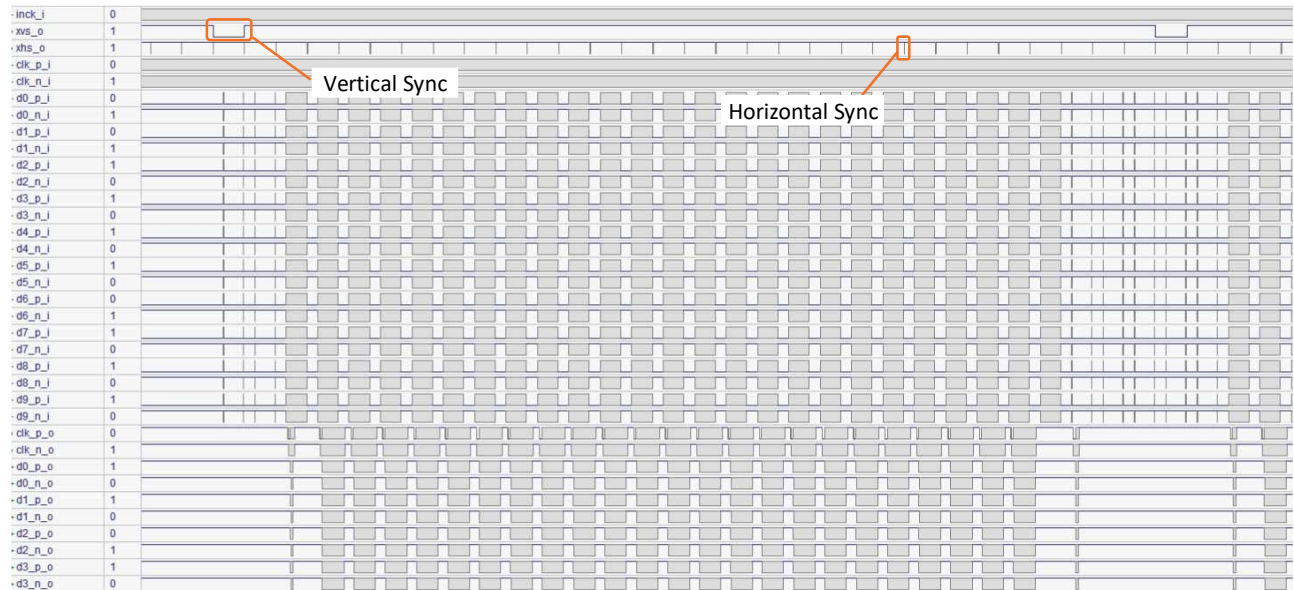 inck_i 0
xvs_o 1
xhs_o 1
clk_p_i 0
clk_n_i 1
d0_p_i 0
d0_n_i 1
d1_p_i 0
d1_n_i 1
d2_p_i 1
d2_n_i 0
d3_p_i 1
d3_n_i 0
d4_p_i 1
d4_n_i 0
d5_p_i 1
d5_n_i 0
d6_p_i 0
d6_n_i 1
d7_p_i 1
d7_n_i 0
d8_p_i 1
d8_n_i 0
d9_p_i 1
d9_n_i 0
clk_p_o 0
clk_n_o 1
d0_p_o 1
d0_n_o 0
d1_p_o 1
d1_n_o 0
d2_p_o 0
d2_n_o 1
d3_p_o 1
d3_n_o 0
Vertical Sync
Horizontal Sync